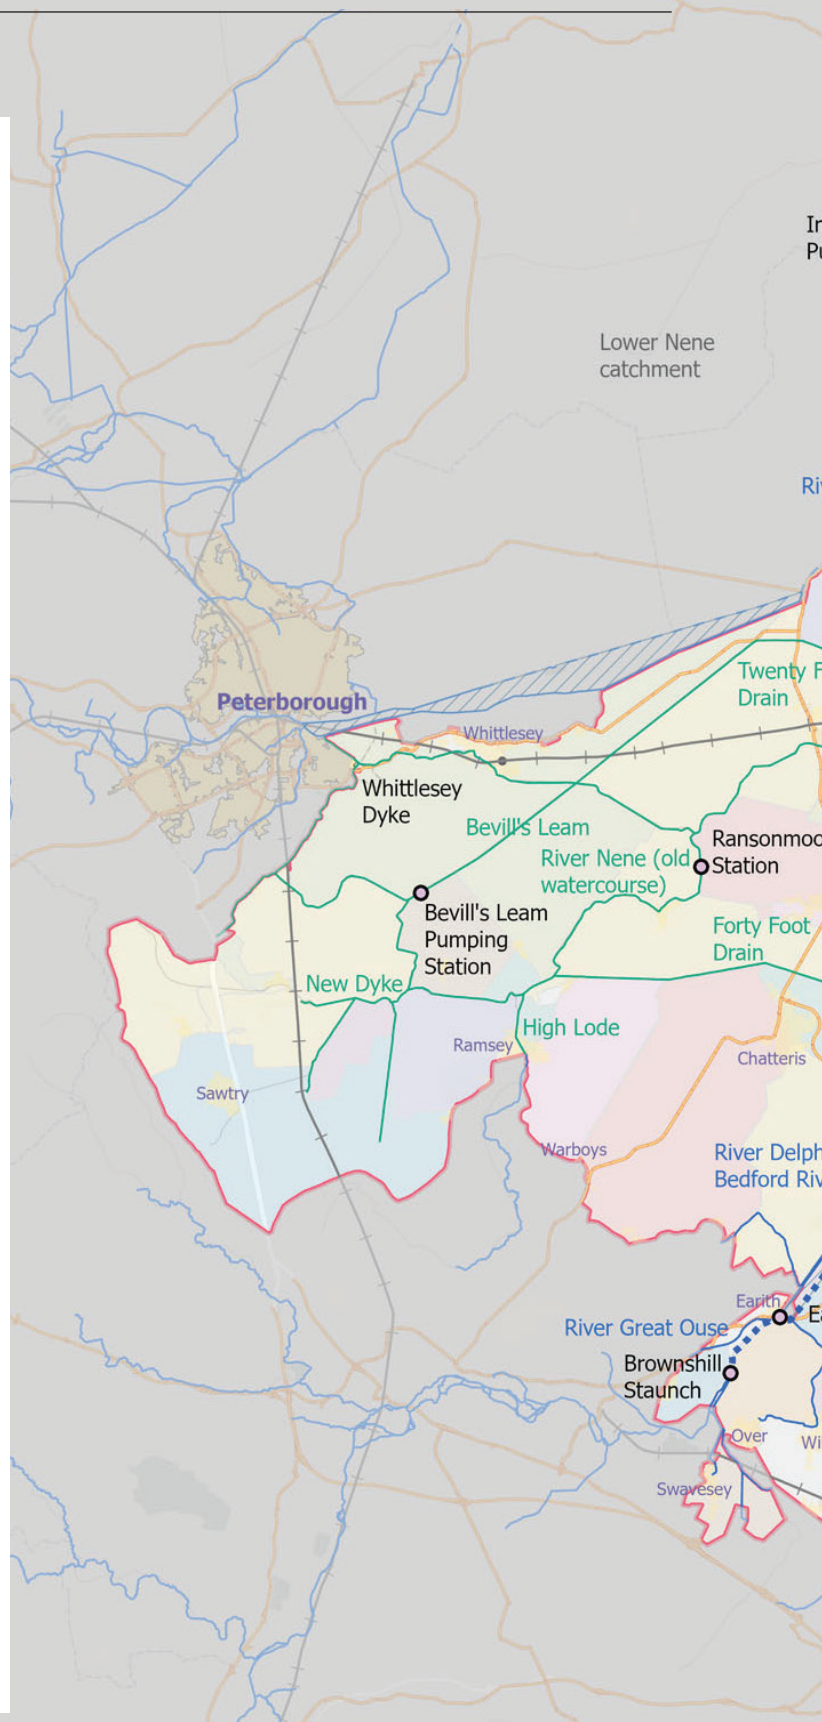 In
Lower Nene
catchment
Peterborough
Twenty F
Drain
Whittlesey
Whittlesey
Dyke
Bevill's Leam
River Nene (old
watercourse)
Ransonmoo
Station
Bevill's Leam
Pumping
Station
Forty Foot
Drain
New Dyke
High Lode
Ramsey
Chatteris
Sawtry
Warboys
River Delph
Bedford Riv
Earith
River Great Ouse
Brownshill
Staunch
Over
Swavesey